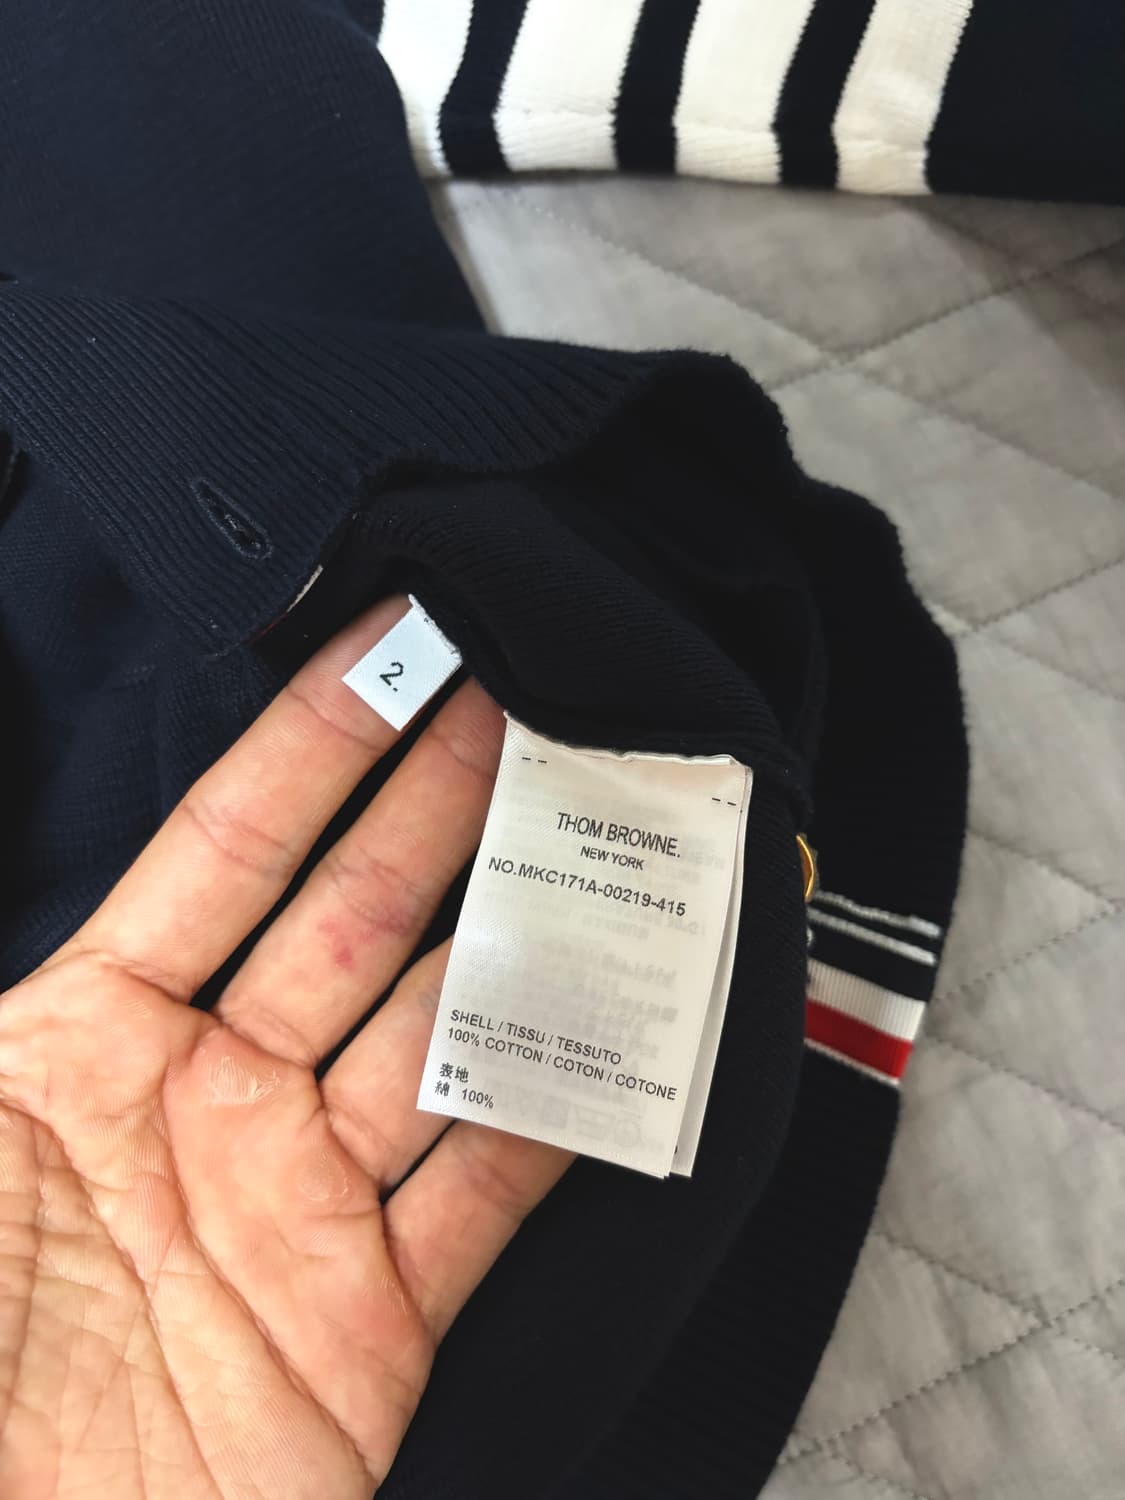 2.
THOM BROWNE.
NEW YORK
NO.MKC171A-00219-415
SHELL / TISSU / TESSUTO
100% COTTON / COTON / COTONE
表地
綿 100%